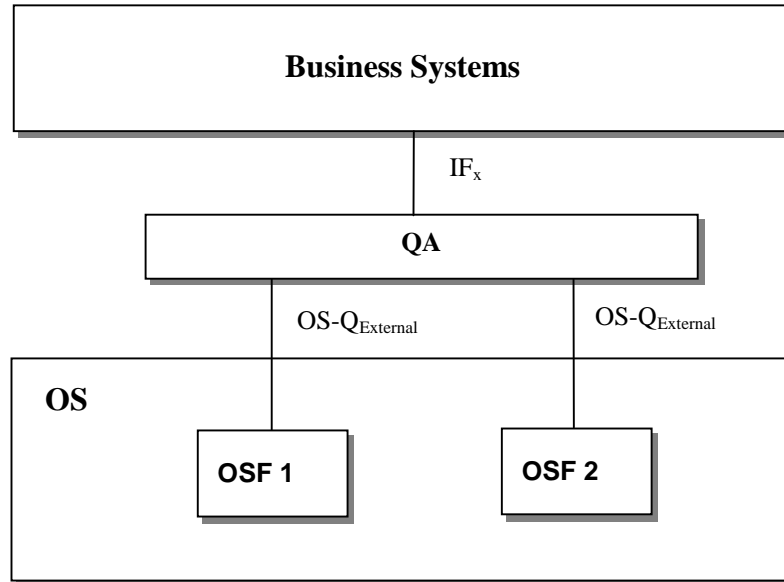 Business Systems
IFx
QA
OS-QExternal
OS-QExternal
OS
OSF 1
OSF 2